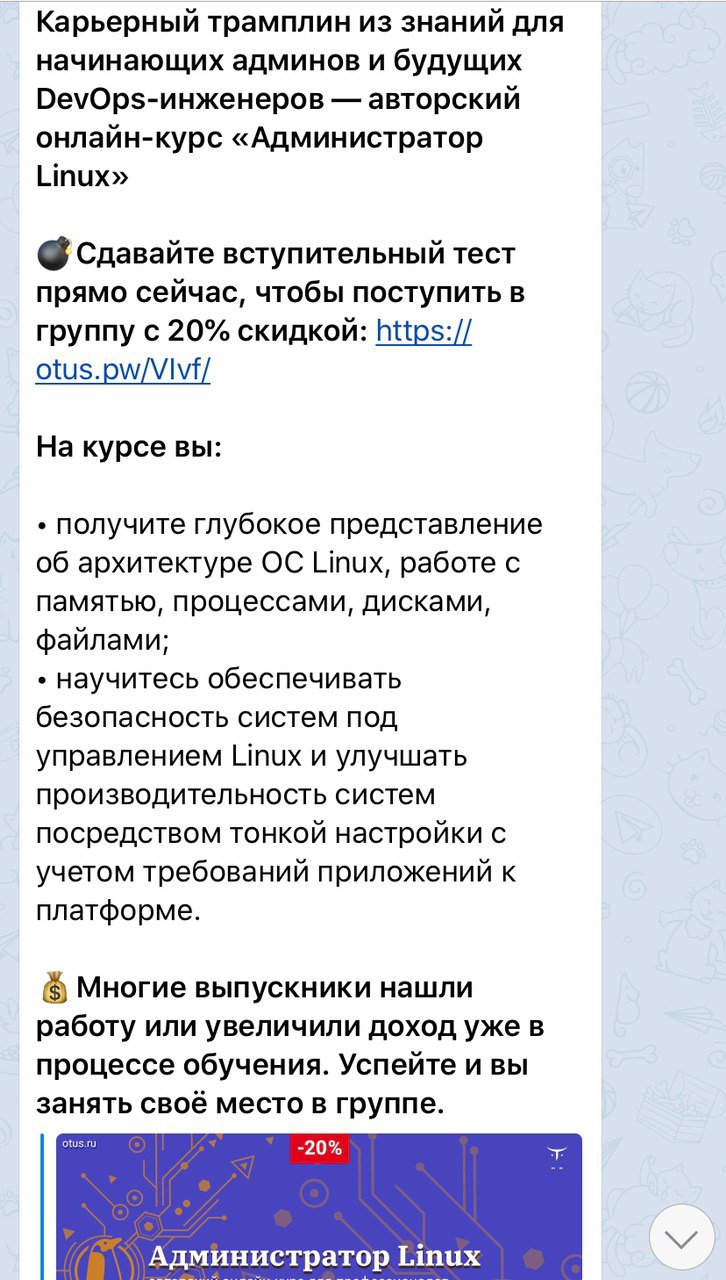 Карьерный трамплин из знаний для
начинающих админов и будущих
DevOps-инженеров — авторский
онлайн-курс «Администратор
Linux»
💣Сдавайте вступительный тест
прямо сейчас, чтобы поступить в
группу с 20% скидкой: https://
otus.pw/VIvf/
На курсе вы:
• получите глубокое представление
об архитектуре ОС Linux, работе с
памятью, процессами, дисками,
файлами;
• научитесь обеспечивать
безопасность систем под
управлением Linux и улучшать
производительность систем
посредством тонкой настройки с
учетом требований приложений к
платформе.
💰 Многие выпускники нашли
работу или увеличили доход уже в
процессе обучения. Успейте и вы
занять своё место в группе.
otus.ru
-20%
Администратор Linux